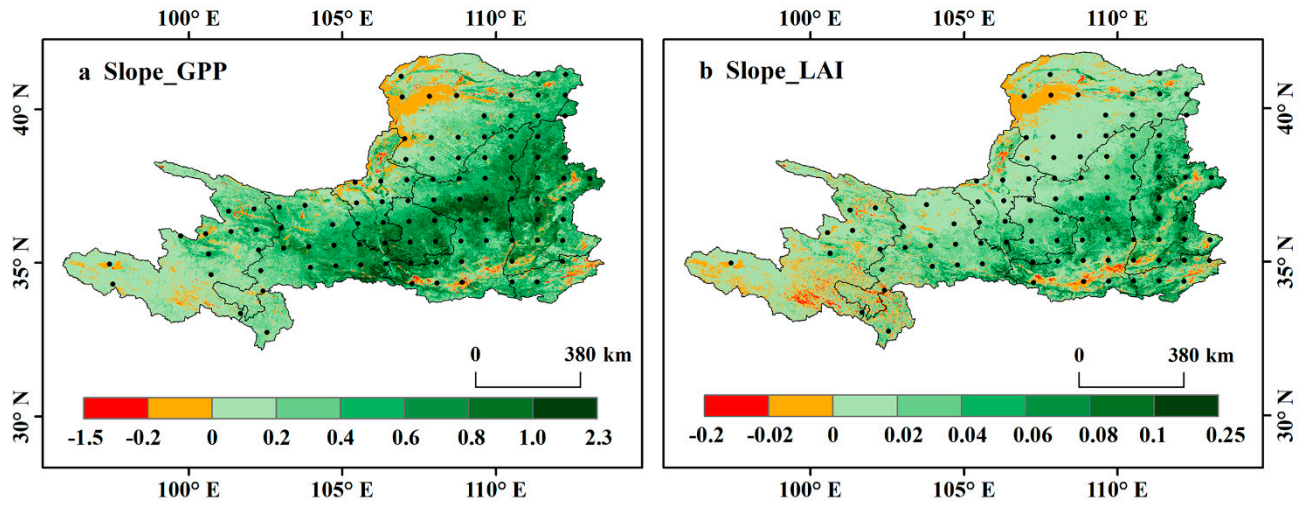 100° E 105° E 110° E
a Slope_GPP
40° N
35° N
30° N
0 380 km
-1.5 -0.2 0 0.2 0.4 0.6 0.8 1.0 2.3
100° E 105° E 110° E
100° E 105° E 110° E
b Slope_LAI
0 380 km
-0.2 -0.02 0 0.02 0.04 0.06 0.08 0.1 0.25
40° N
35° N
30° N
100° E 105° E 110° E